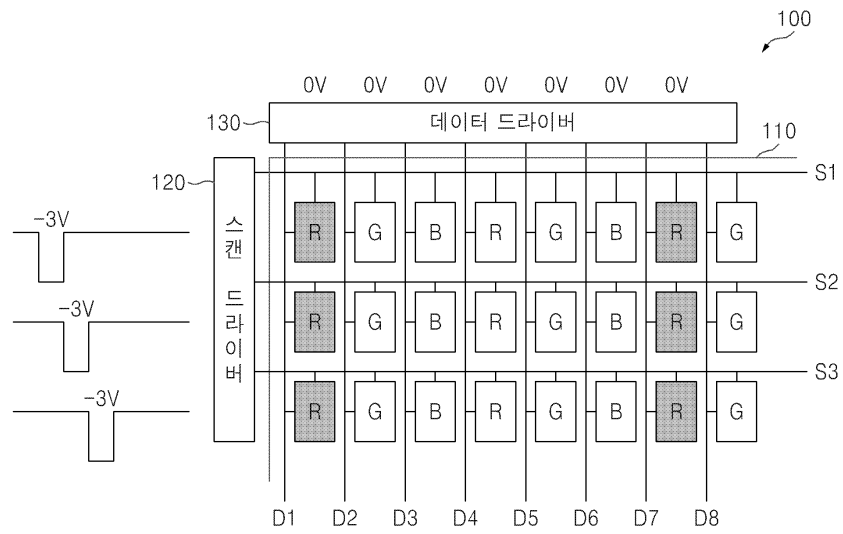 100
0V 0V 0V 0V 0V 0V 0V
130 데이터 드라이버
110
120
S1
스캔 드라이버
-3V
R G B R G B R G
S2
-3V
R G B R G B R G
S3
-3V
R G B R G B R G
D1 D2 D3 D4 D5 D6 D7 D8